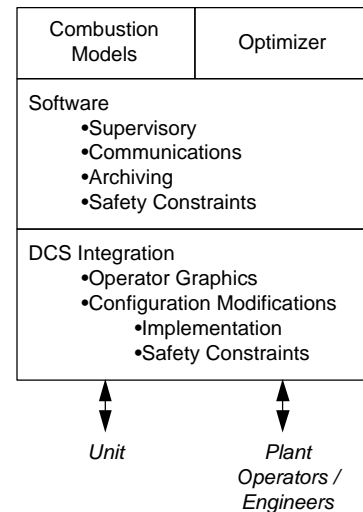 Combustion
Models
Optimizer
Software
•Supervisory
•Communications
•Archiving
•Safety Constraints
DCS Integration
•Operator Graphics
•Configuration Modifications
•Implementation
•Safety Constraints
Unit
Plant
Operators /
Engineers